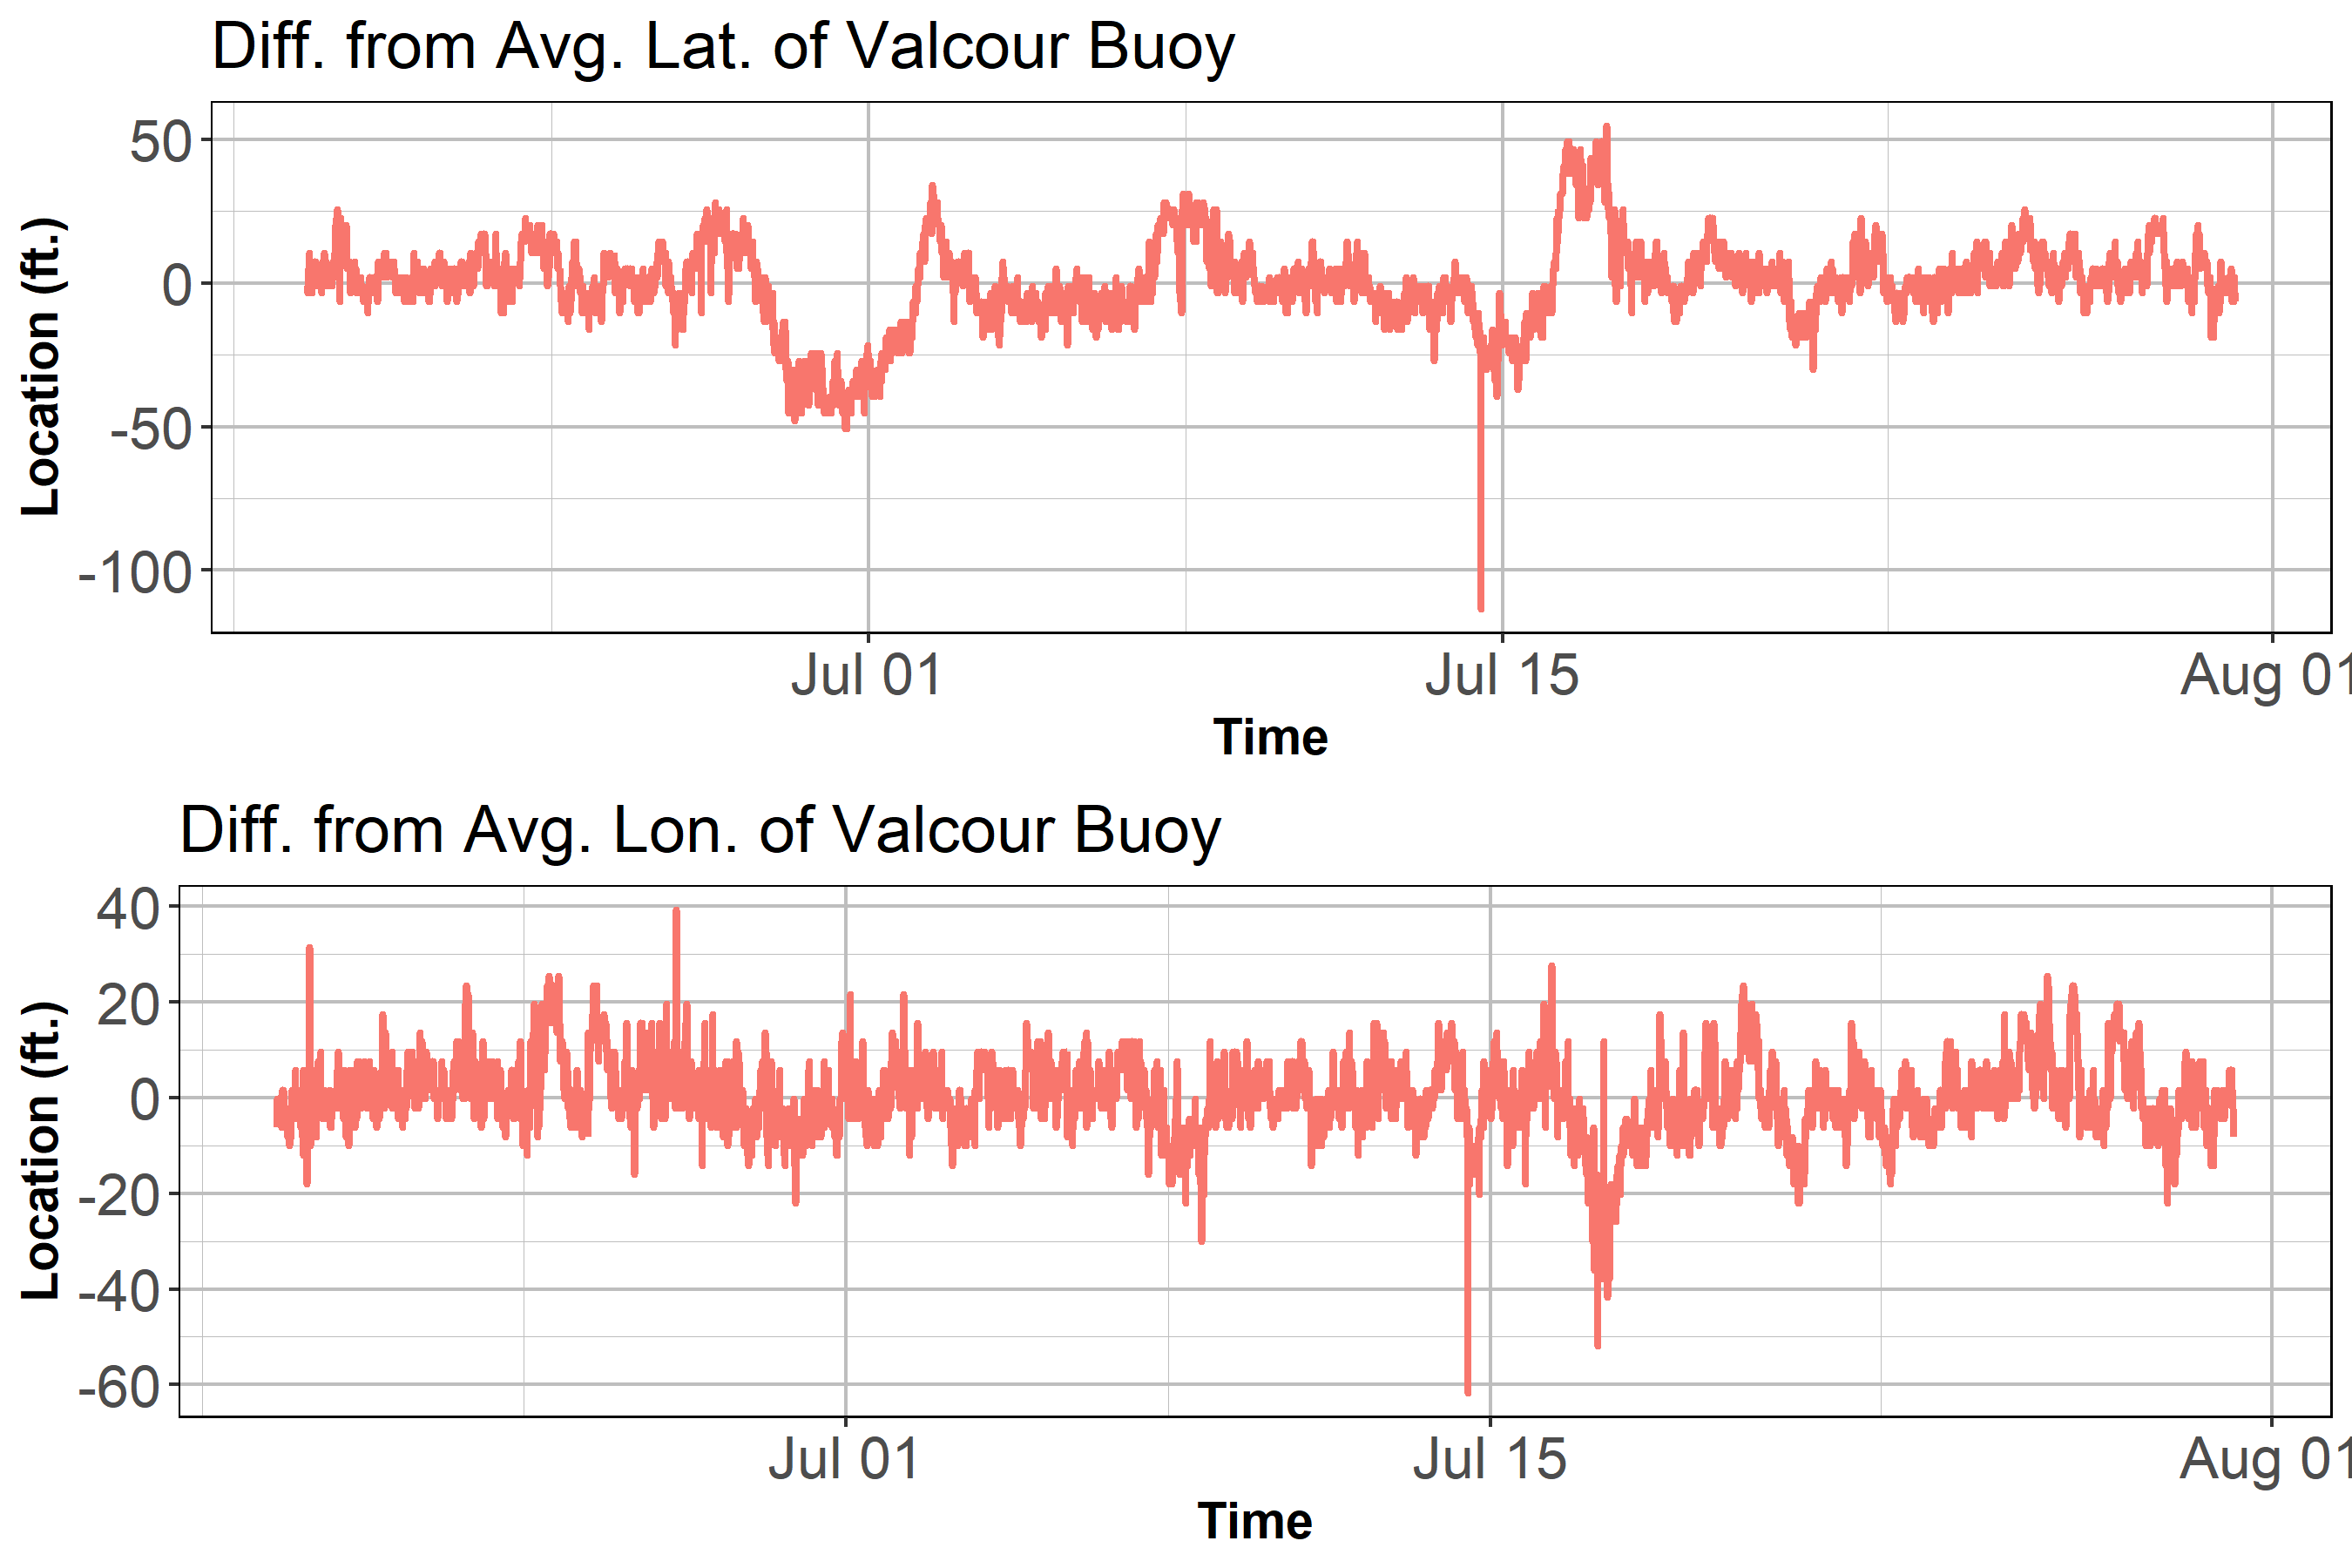 Diff. from Avg. Lat. of Valcour Buoy
Location (ft.)
50
0
-50
-100
Jul 01
Jul 15
Aug 01
Time
Diff. from Avg. Lon. of Valcour Buoy
Location (ft.)
40
20
0
-20
-40
-60
Jul 01
Jul 15
Aug 01
Time